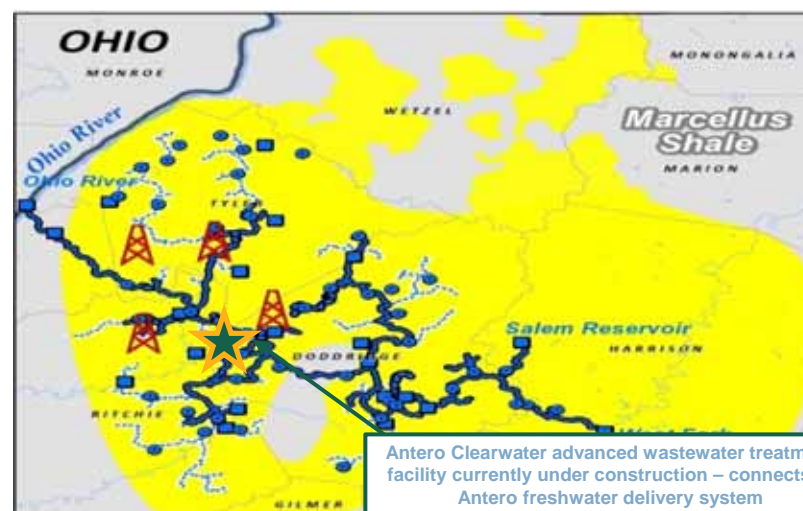 OHIO
MONROE
MONONGALIA
WETZEL
Marcellus
Shale
MARION
Ohio River
Ohio River
TYLER
Salem Reservoir
HARRISON
DODDRIDGE
RITCHIE
GILMER
Antero Clearwater advanced wastewater treatm
facility currently under construction – connects
Antero freshwater delivery system